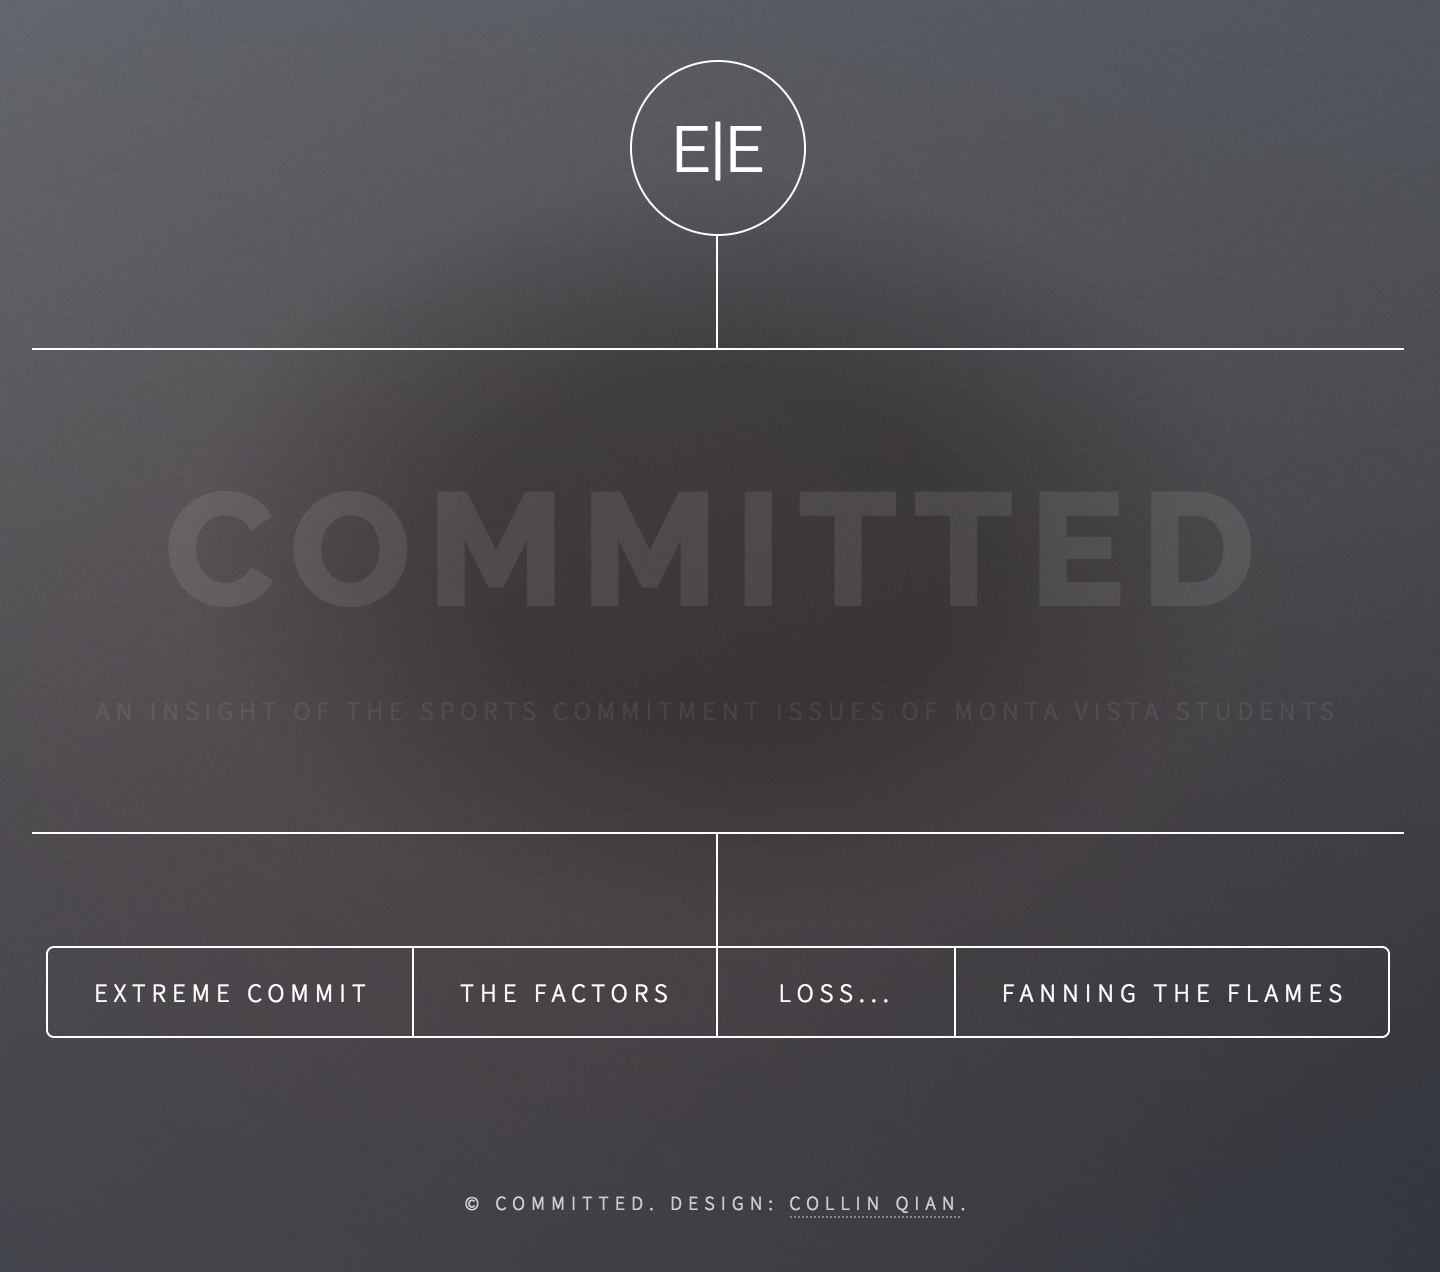 E|E
COMMITTED
AN INSIGHT OF THE SPORTS COMMITMENT ISSUES OF MONTA VISTA STUDENTS
EXTREME COMMIT
THE FACTORS
LOSS...
FANNING THE FLAMES
© COMMITTED. DESIGN: COLLIN QIAN.